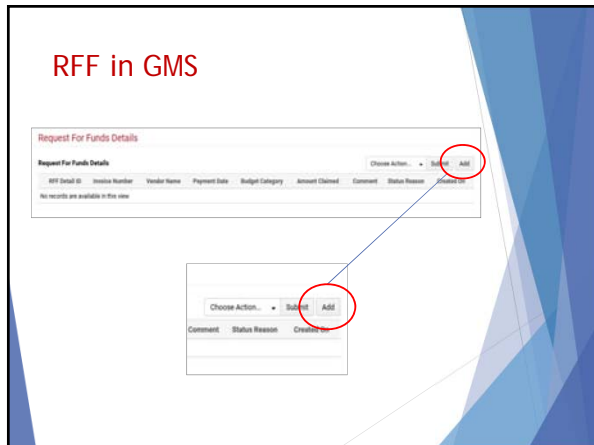 RFF in GMS
Request For Funds Details
Request For Funds Details Choose Action... Submit Add
RFF Detail ID Invoice Number Vendor Name Payment Date Budget Category Amount Claimed Comment Status Reason Created On
No records are available in this view
Choose Action... Submit Add
Comment Status Reason Created On